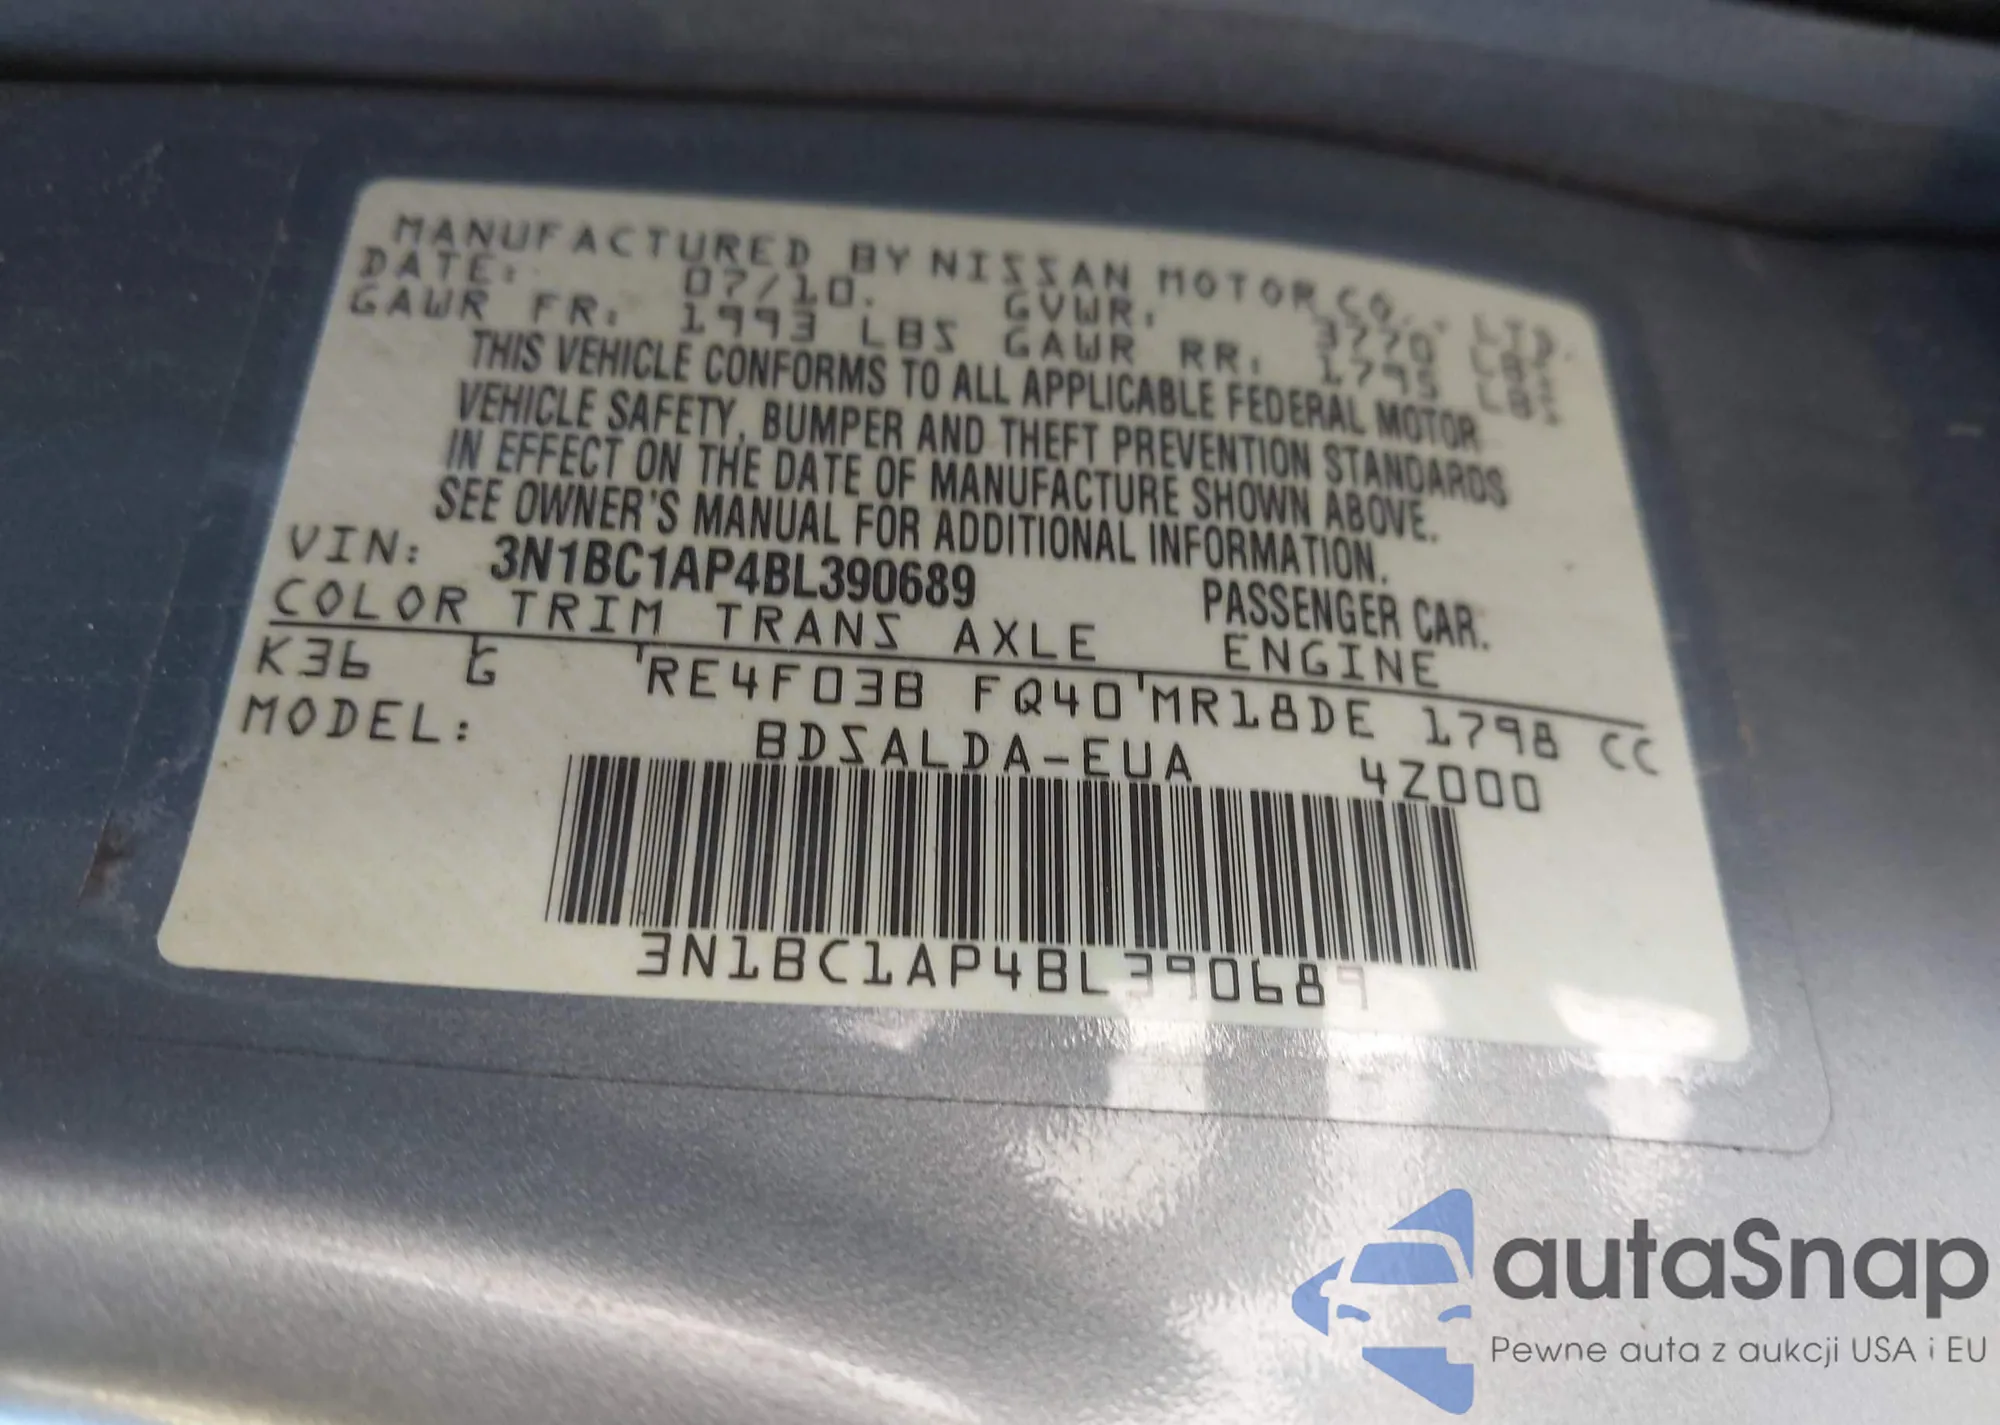 MANUFACTURED BY NISSAN MOTOR CO., LTD.
DATE: 07/10. GVWR. 3770 LBS
GAWR FR: 1993 LBS GAWR RR: 1795 LBS
THIS VEHICLE CONFORMS TO ALL APPLICABLE FEDERAL MOTOR
VEHICLE SAFETY, BUMPER AND THEFT PREVENTION STANDARDS
IN EFFECT ON THE DATE OF MANUFACTURE SHOWN ABOVE.
SEE OWNER'S MANUAL FOR ADDITIONAL INFORMATION.
VIN: 3N1BC1AP4BL390689 PASSENGER CAR.
COLOR TRIM TRANS AXLE ENGINE
K36 G RE4F03B FQ40 MR18DE 1798 CC
MODEL: BDSALDA-EUA 4Z000
3N1BC1AP4BL390689
autaSnap
Pewne auta z aukcji USA i EU